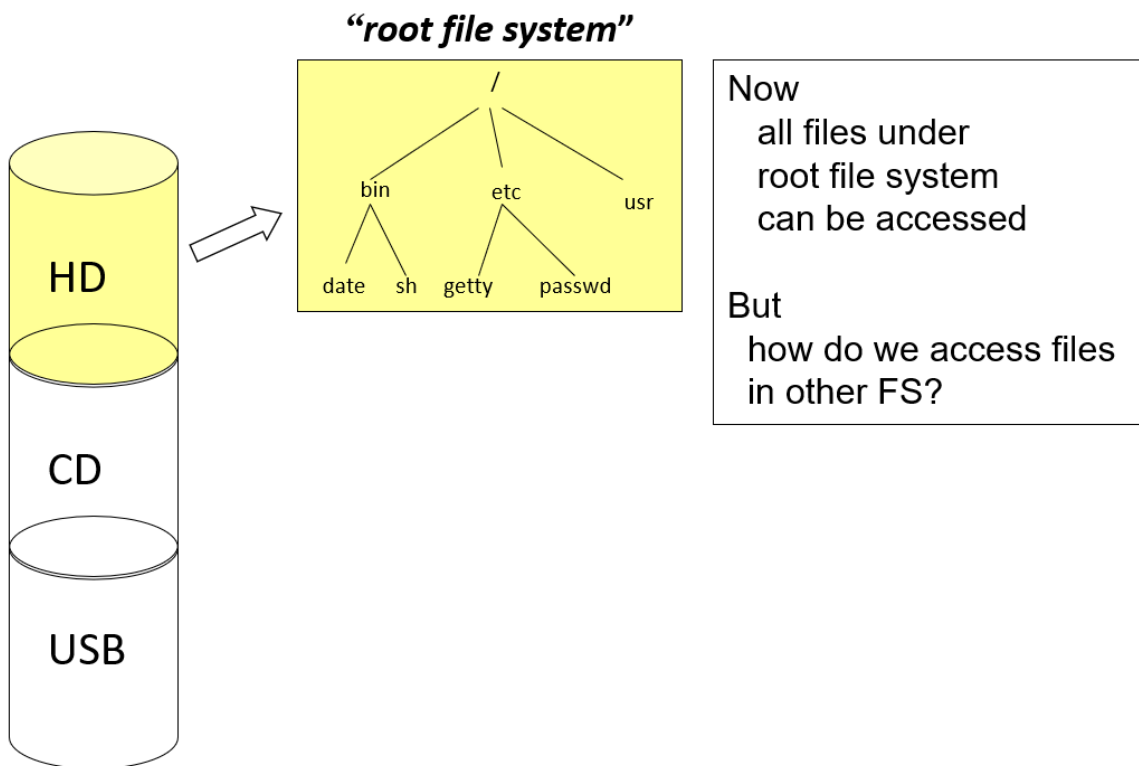 “root file system”
/
bin etc usr
date sh getty passwd
HD
CD
USB
Now
all files under
root file system
can be accessed
But
how do we access files
in other FS?